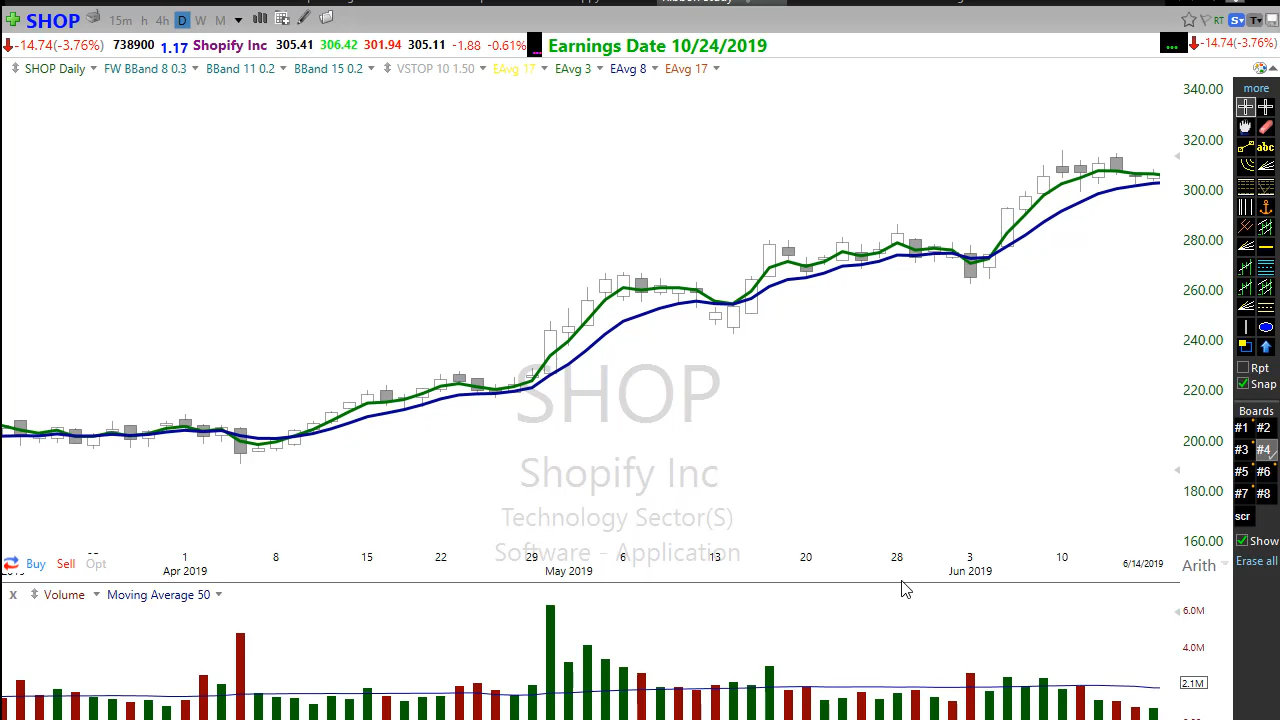 SHOP 15m h 4h D W M RT S T
-14.74(-3.76%) 738900 1.17 Shopify Inc 305.41 306.42 301.94 305.11 -1.88 -0.61% ... Earnings Date 10/24/2019 ... -14.74(-3.76%)
SHOP Daily FW BBand 8 0.3 BBand 11 0.2 BBand 15 0.2 VSTOP 10 1.50 EAvg 17 EAvg 3 EAvg 8 EAvg 17
340.00
320.00
300.00
280.00
260.00
240.00
220.00
200.00
180.00
160.00
SHOP
Shopify Inc
Technology Sector(S)
Software - Application
1 8 15 22 29 6 13 20 28 3 10
Apr 2019 May 2019 Jun 2019 6/14/2019
Buy Sell Opt
Arith
x Volume Moving Average 50
6.0M
4.0M
2.1M
more
abc
Rpt
Snap
Boards
#1 #2
#3 #4
#5 #6
#7 #8
scr
Show
Erase all